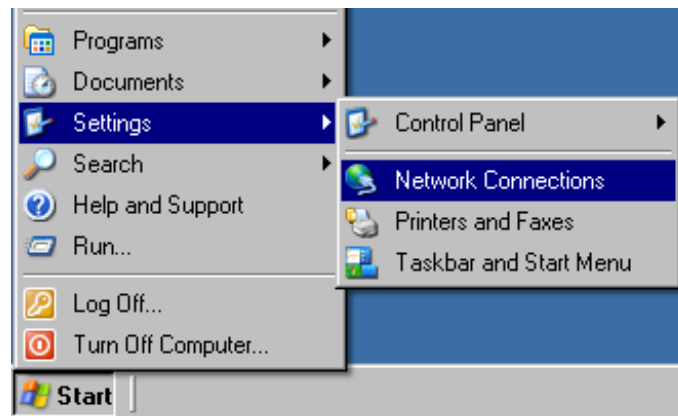 Programs
Documents
Settings
Search
Help and Support
Run...
Log Off...
Turn Off Computer...
Control Panel
Network Connections
Printers and Faxes
Taskbar and Start Menu
Start